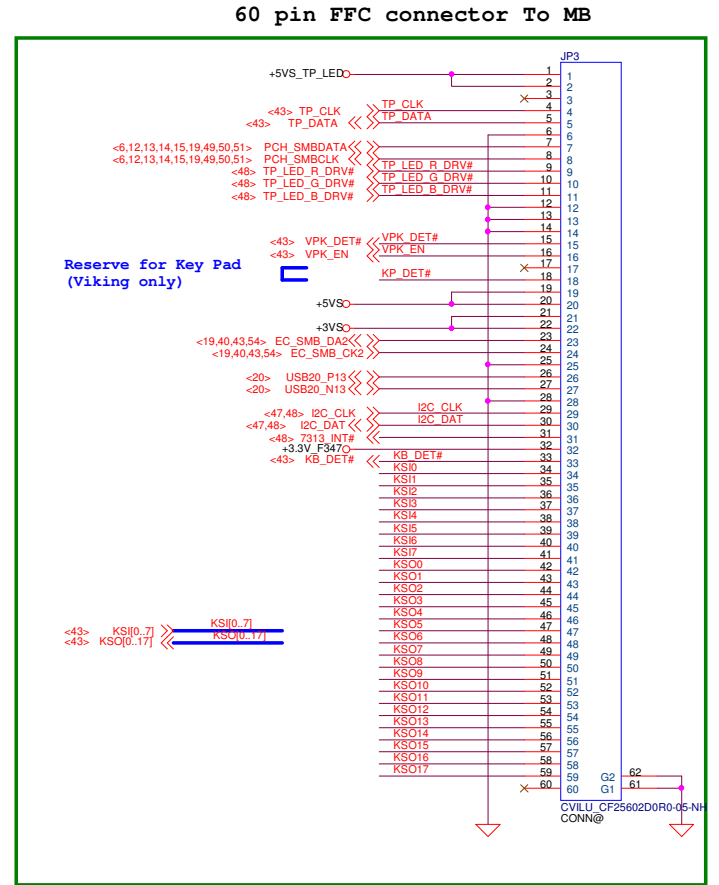 60 pin FFC connector To MB
JP3
+5VS_TP_LED 1 1
2 2
3 3
<43> TP_CLK TP_CLK 4 4
<43> TP_DATA TP_DATA 5 5
6 6
<6,12,13,14,15,19,49,50,51> PCH_SMBDATA 7 7
<6,12,13,14,15,19,49,50,51> PCH_SMBCLK 8 8
<48> TP_LED_R_DRV# TP_LED_R_DRV# 9 9
<48> TP_LED_G_DRV# TP_LED_G_DRV# 10 10
<48> TP_LED_B_DRV# TP_LED_B_DRV# 11 11
12 12
13 13
14 14
<43> VPK_DET# VPK_DET# 15 15
<43> VPK_EN VPK_EN 16 16
Reserve for Key Pad 17 17
(Viking only) KP_DET# 18 18
19 19
+5VS 20 20
21 21
+3VS 22 22
<19,40,43,54> EC_SMB_DA2 23 23
<19,40,43,54> EC_SMB_CK2 24 24
25 25
<20> USB20_P13 26 26
<20> USB20_N13 27 27
28 28
<47,48> I2C_CLK I2C_CLK 29 29
<47,48> I2C_DAT I2C_DAT 30 30
<48> 7313_INT# 31 31
+3.3V_F347 32 32
<43> KB_DET# KB_DET# 33 33
KSI0 34 34
KSI1 35 35
KSI2 36 36
KSI3 37 37
KSI4 38 38
KSI5 39 39
KSI6 40 40
KSI7 41 41
KSO0 42 42
KSO1 43 43
KSO2 44 44
KSO3 45 45
KSO4 46 46
<43> KSI[0..7] KSI[0..7] KSO5 47 47
<43> KSO[0..17] KSO[0..17] KSO6 48 48
KSO7 49 49
KSO8 50 50
KSO9 51 51
KSO10 52 52
KSO11 53 53
KSO12 54 54
KSO13 55 55
KSO14 56 56
KSO15 57 57
KSO16 58 58
KSO17 59 59 G2 62
60 60 G1 61
CVILU_CF25602D0R0-05-NH
CONN@